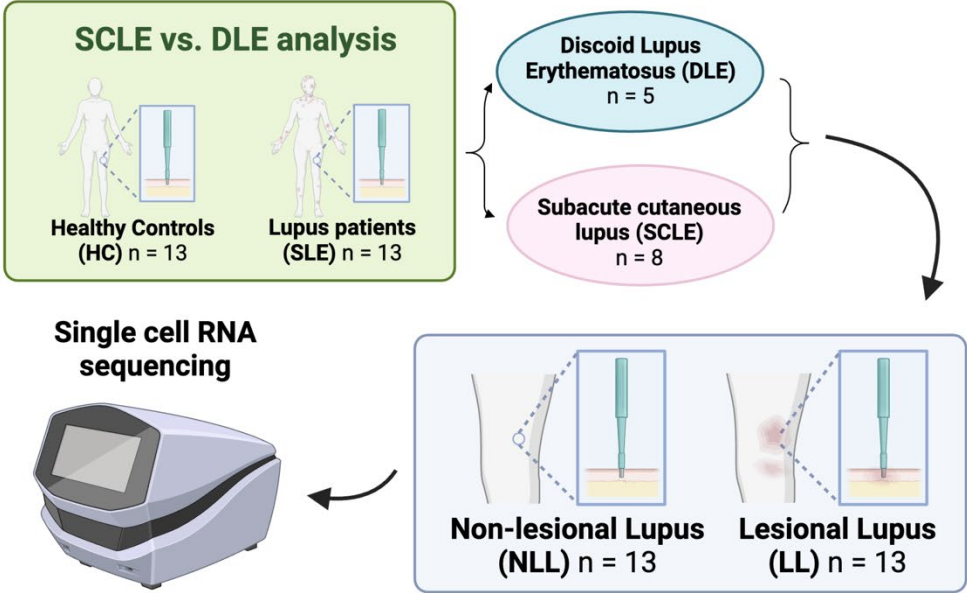 SCLE vs. DLE analysis
Healthy Controls
(HC) n = 13
Lupus patients
(SLE) n = 13
Discoid Lupus
Erythematosus (DLE)
n = 5
Subacute cutaneous
lupus (SCLE)
n = 8
Non-lesional Lupus
(NLL) n = 13
Lesional Lupus
(LL) n = 13
Single cell RNA
sequencing